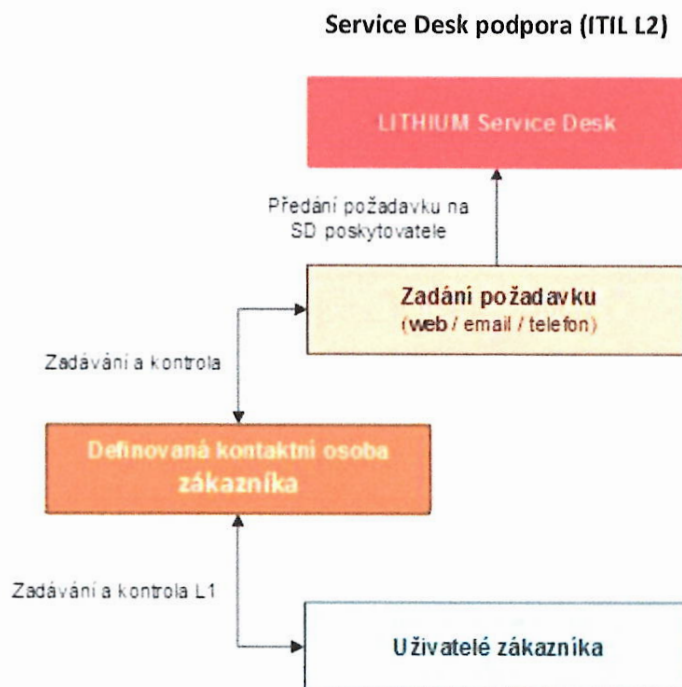 Service Desk podpora (ITIL L2)
LITHIUM Service Desk
Předání požadavku na
SD poskytovatele
Zadání požadavku
(web / email / telefon)
Zadávání a kontrola
Definovaná kontaktní osoba
zákazníka
Zadávání a kontrola L1
Uživatelé zákazníka